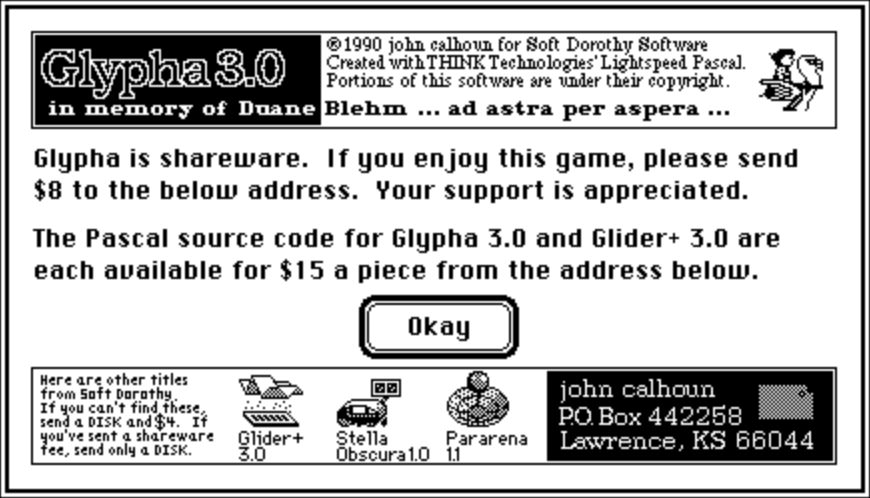 Glypha 3.0
in memory of Duane Blehm ... ad astra per aspera ...
©1990 john calhoun for Soft Dorothy Software
Created with THINK Technologies' Lightspeed Pascal.
Portions of this software are under their copyright.
Glypha is shareware. If you enjoy this game, please send
$8 to the below address. Your support is appreciated.
The Pascal source code for Glypha 3.0 and Glider+ 3.0 are
each available for $15 a piece from the address below.
Okay
Here are other titles
from Soft Dorothy.
If you can't find these,
send a DISK and $4. If
you've sent a shareware
fee, send only a DISK.
Glider+
3.0
Stella
Obscura 1.0
Pararena
1.1
john calhoun
P.O. Box 442258
Lawrence, KS 66044